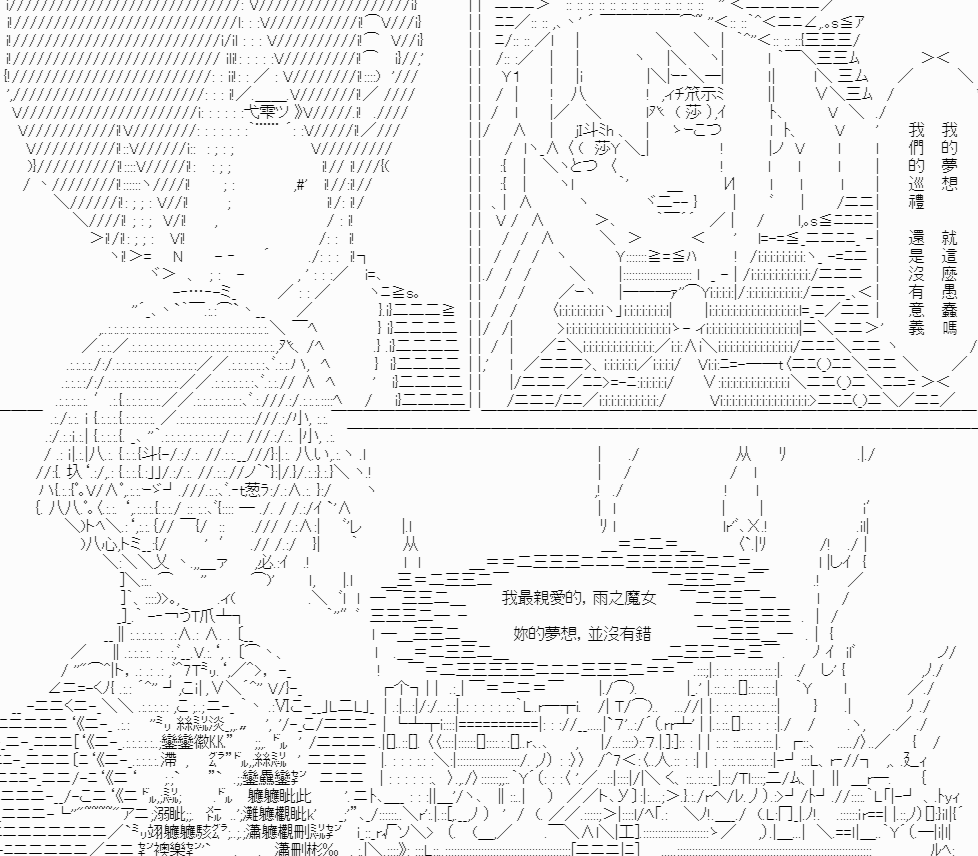 我的夢想 就這麼愚蠢嗎
我們的巡禮 還是沒有意義
我最親愛的, 雨之魔女
妳的夢想, 並沒有錯